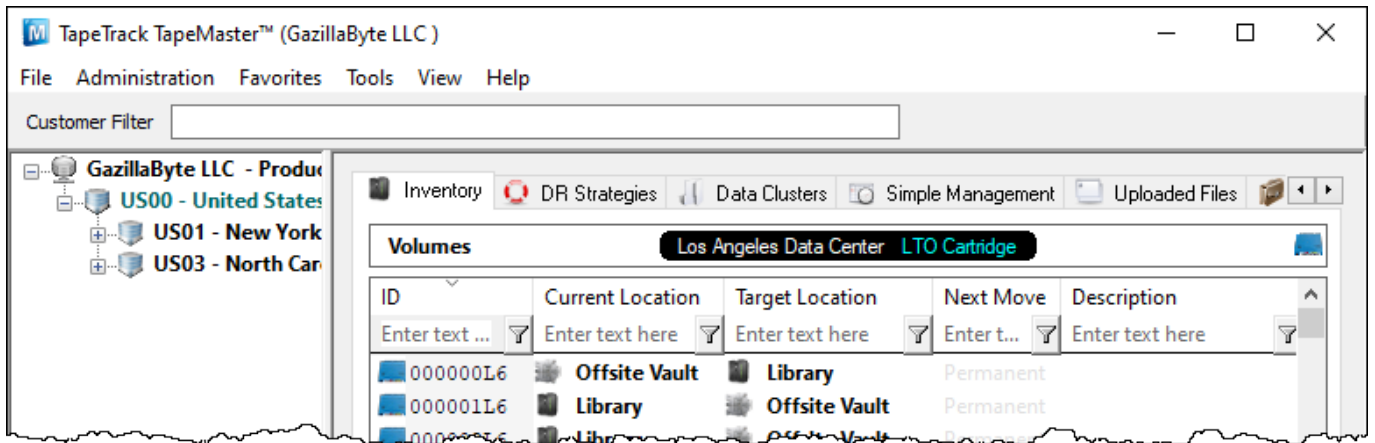 TapeTrack TapeMaster™ (GazillaByte LLC )
File Administration Favorites Tools View Help
Customer Filter
GazillaByte LLC - Produc
US00 - United States
US01 - New York
US03 - North Car
Inventory DR Strategies Data Clusters Simple Management Uploaded Files
Volumes Los Angeles Data Center LTO Cartridge
ID Current Location Target Location Next Move Description
Enter text ... Enter text here Enter text here Enter t... Enter text here
000000L6 Offsite Vault Library Permanent
000001L6 Library Offsite Vault Permanent